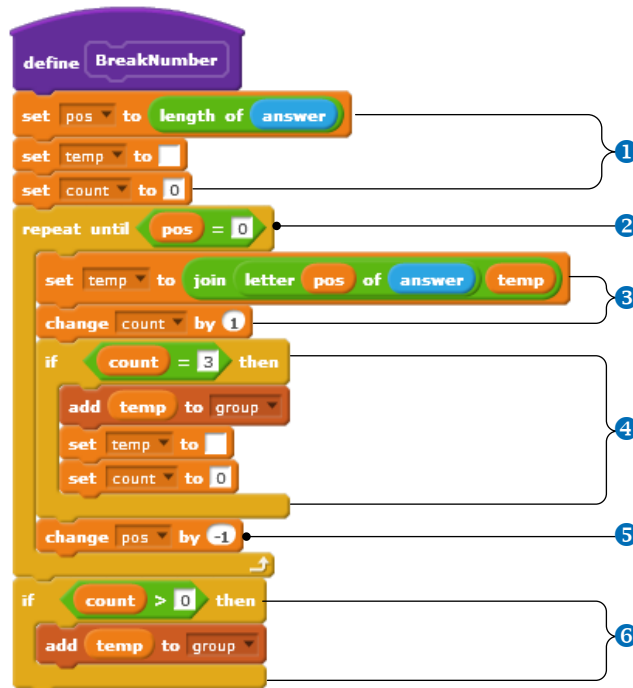 define BreakNumber
set pos to length of answer
1
set temp to
set count to 0
repeat until pos = 0
2
set temp to join letter pos of answer temp
3
change count by 1
if count = 3 then
add temp to group
4
set temp to
set count to 0
change pos by -1
5
if count > 0 then
6
add temp to group